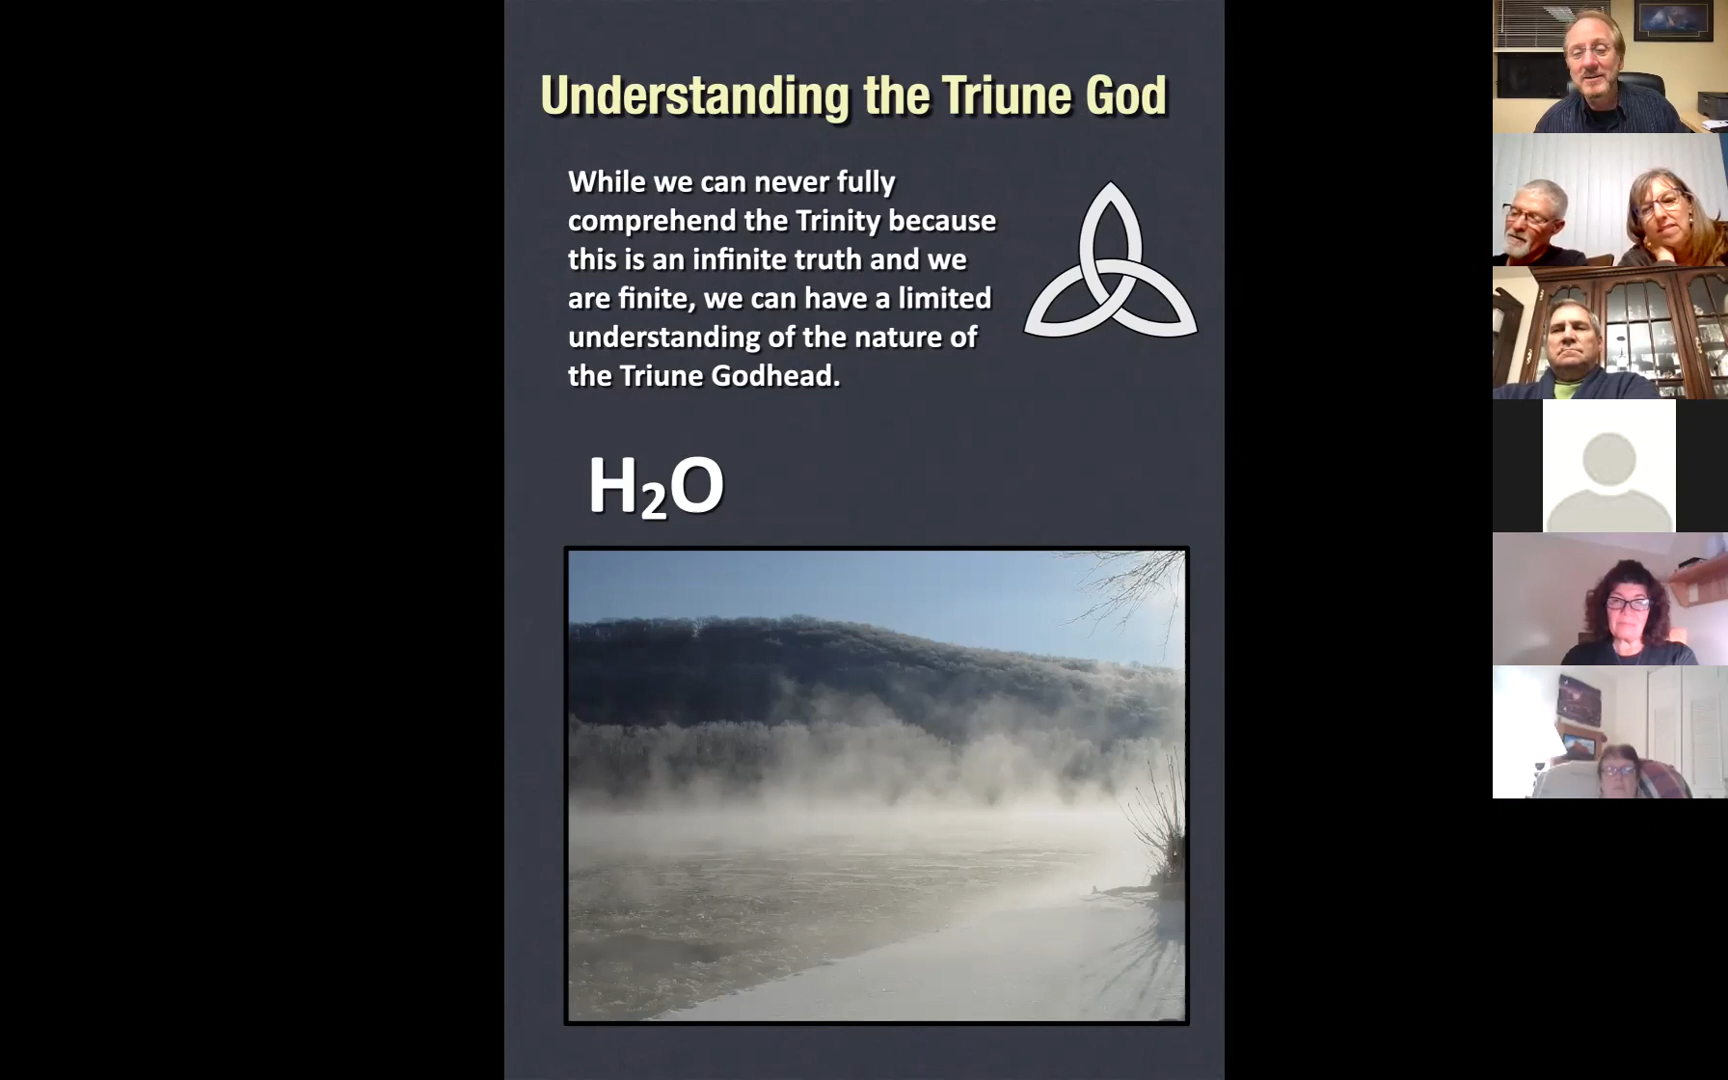 Understanding the Triune God
While we can never fully
comprehend the Trinity because
this is an infinite truth and we
are finite, we can have a limited
understanding of the nature of
the Triune Godhead.
H₂O